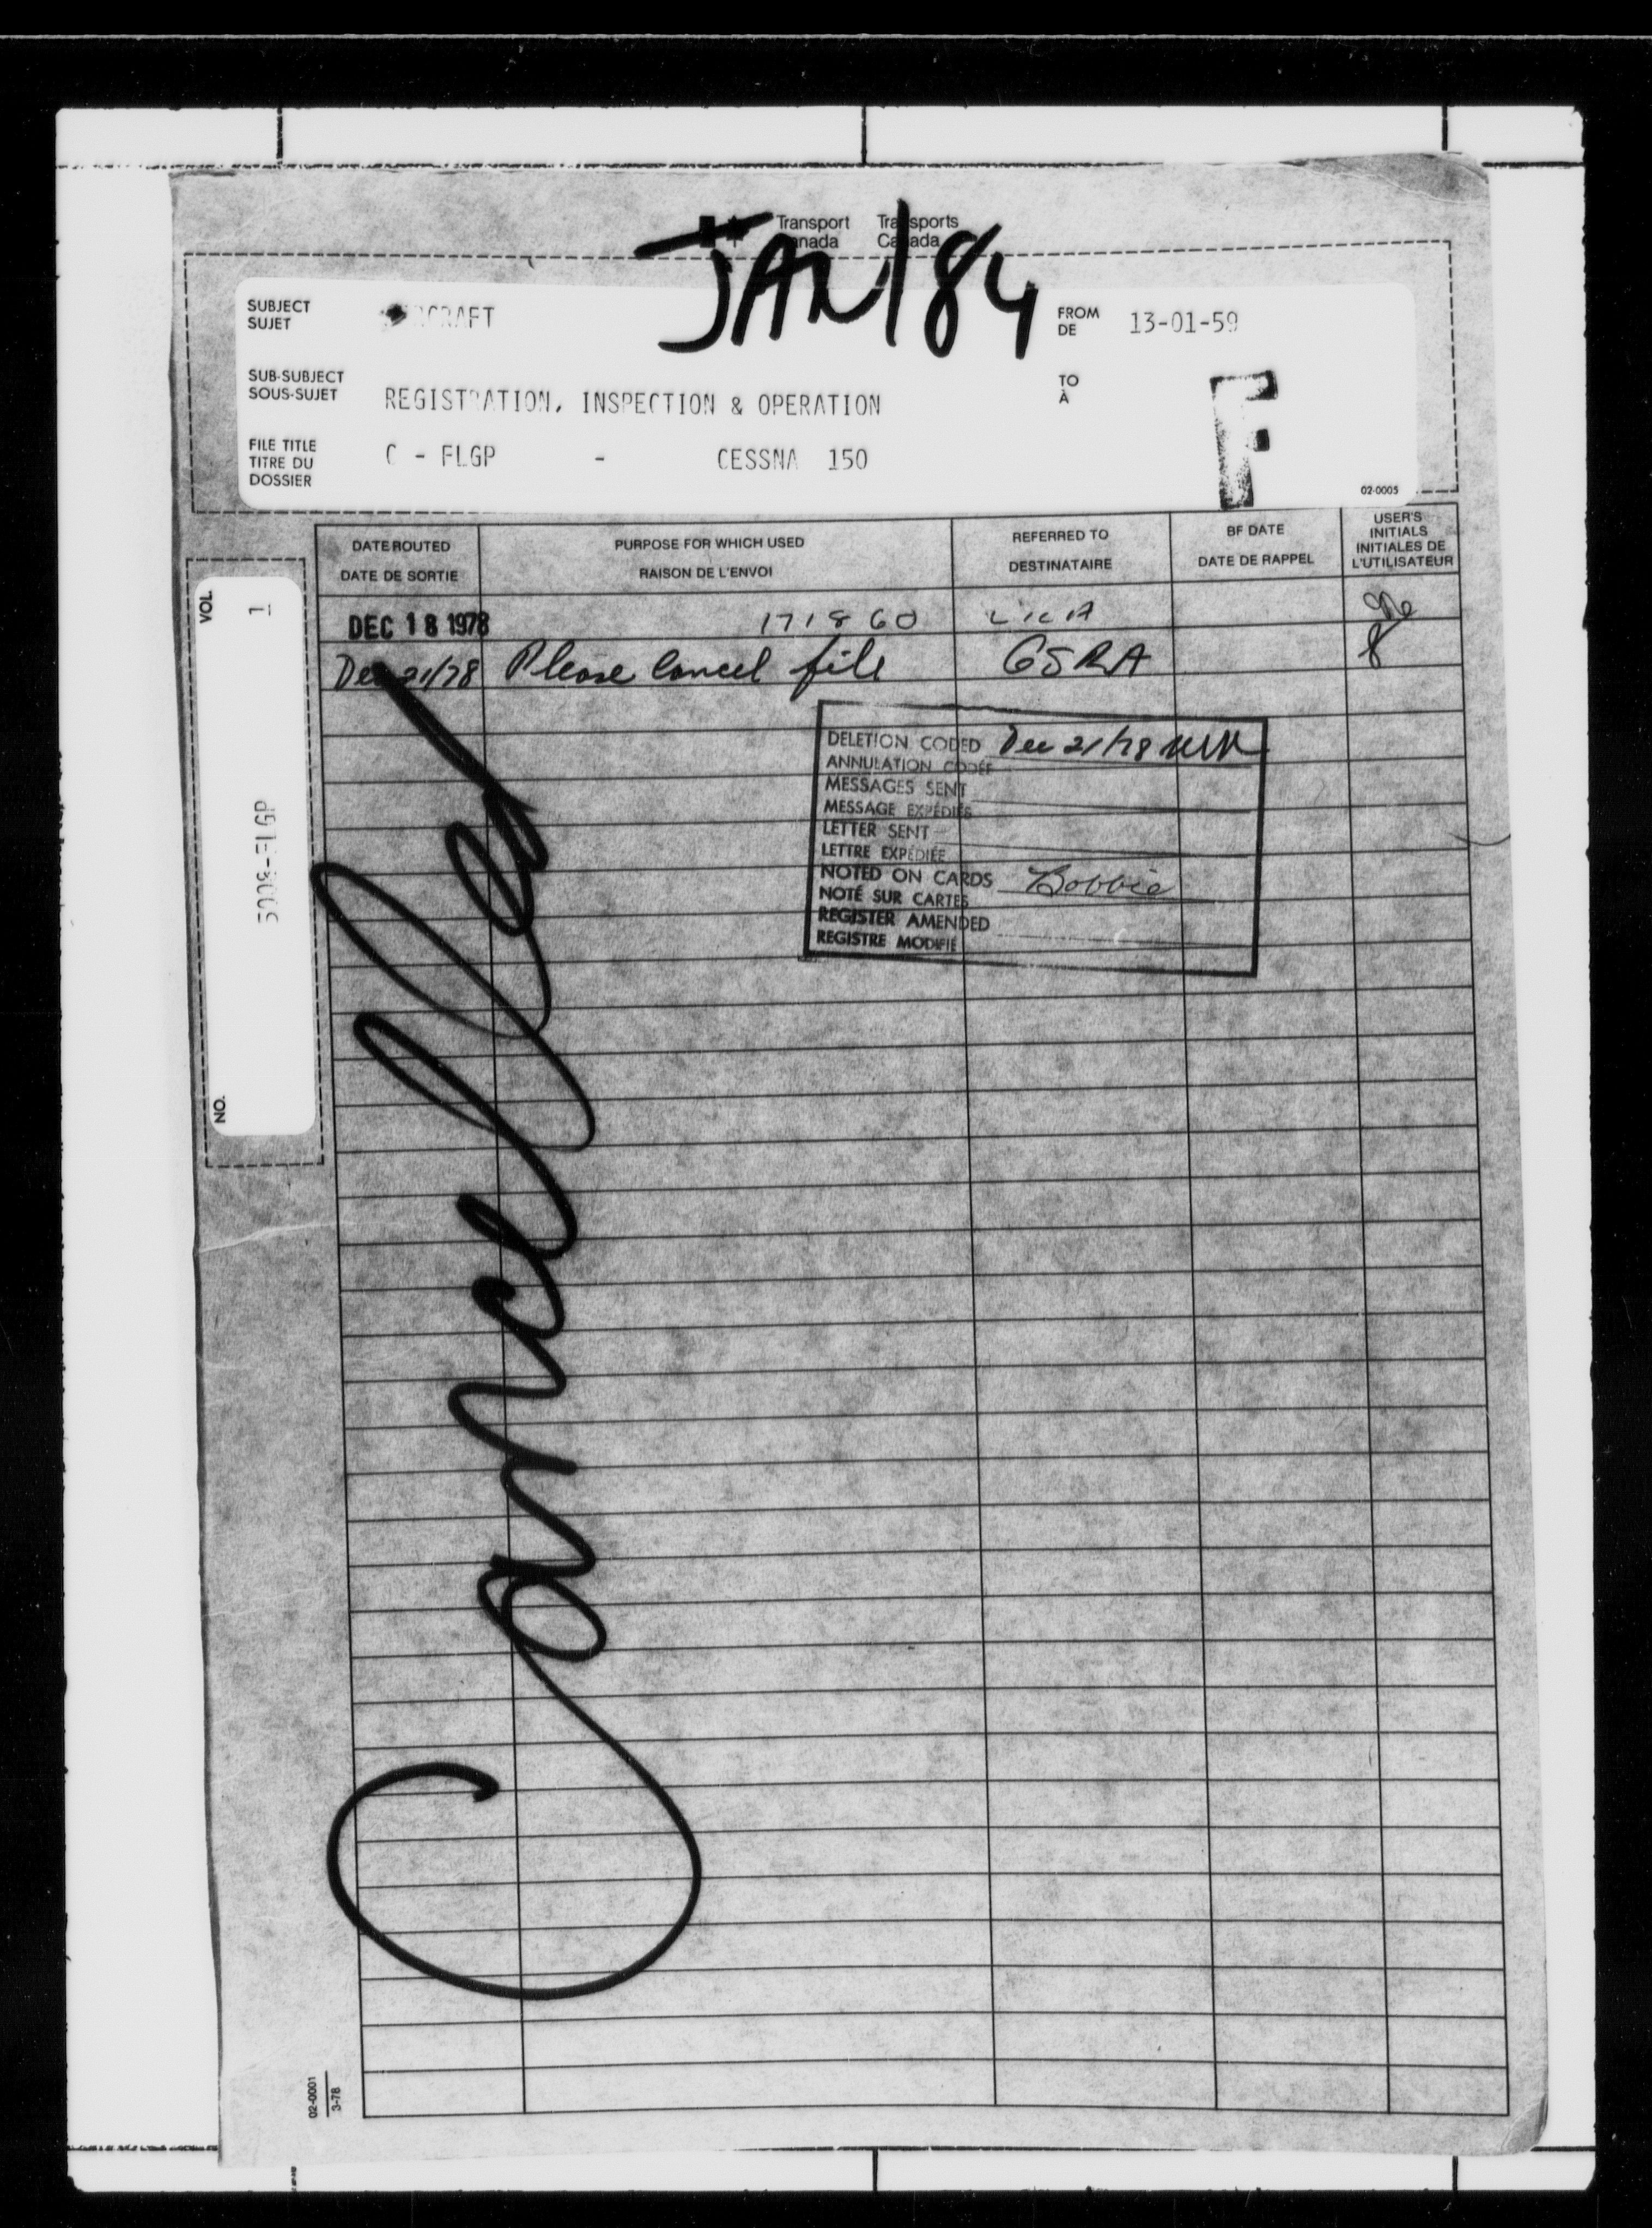 Transport Transports
Canada Canada
JAN/84
SUBJECT
SUJET
AIRCRAFT
FROM
DE
13-01-59
SUB-SUBJECT
SOUS-SUJET
REGISTRATION, INSPECTION & OPERATION
TO
À
F
FILE TITLE
TITRE DU
DOSSIER
C - FLGP - CESSNA 150
02-0005
DATE ROUTED
DATE DE SORTIE
PURPOSE FOR WHICH USED
RAISON DE L'ENVOI
REFERRED TO
DESTINATAIRE
BF DATE
DATE DE RAPPEL
USER'S
INITIALS
INITIALES DE
L'UTILISATEUR
VOL 1
5008-FLGP
NO.
DEC 18 1978 171860
Dec 21/78 Please cancel file
DELETION CODED Dec 21/78
ANNULATION CODÉE
MESSAGES SENT
MESSAGE EXPÉDIÉS
LETTER SENT
LETTRE EXPÉDIÉE
NOTED ON CARDS Bobbie
NOTÉ SUR CARTES
REGISTER AMENDED
REGISTRE MODIFIÉ
Cancelled
02-0001
3-78